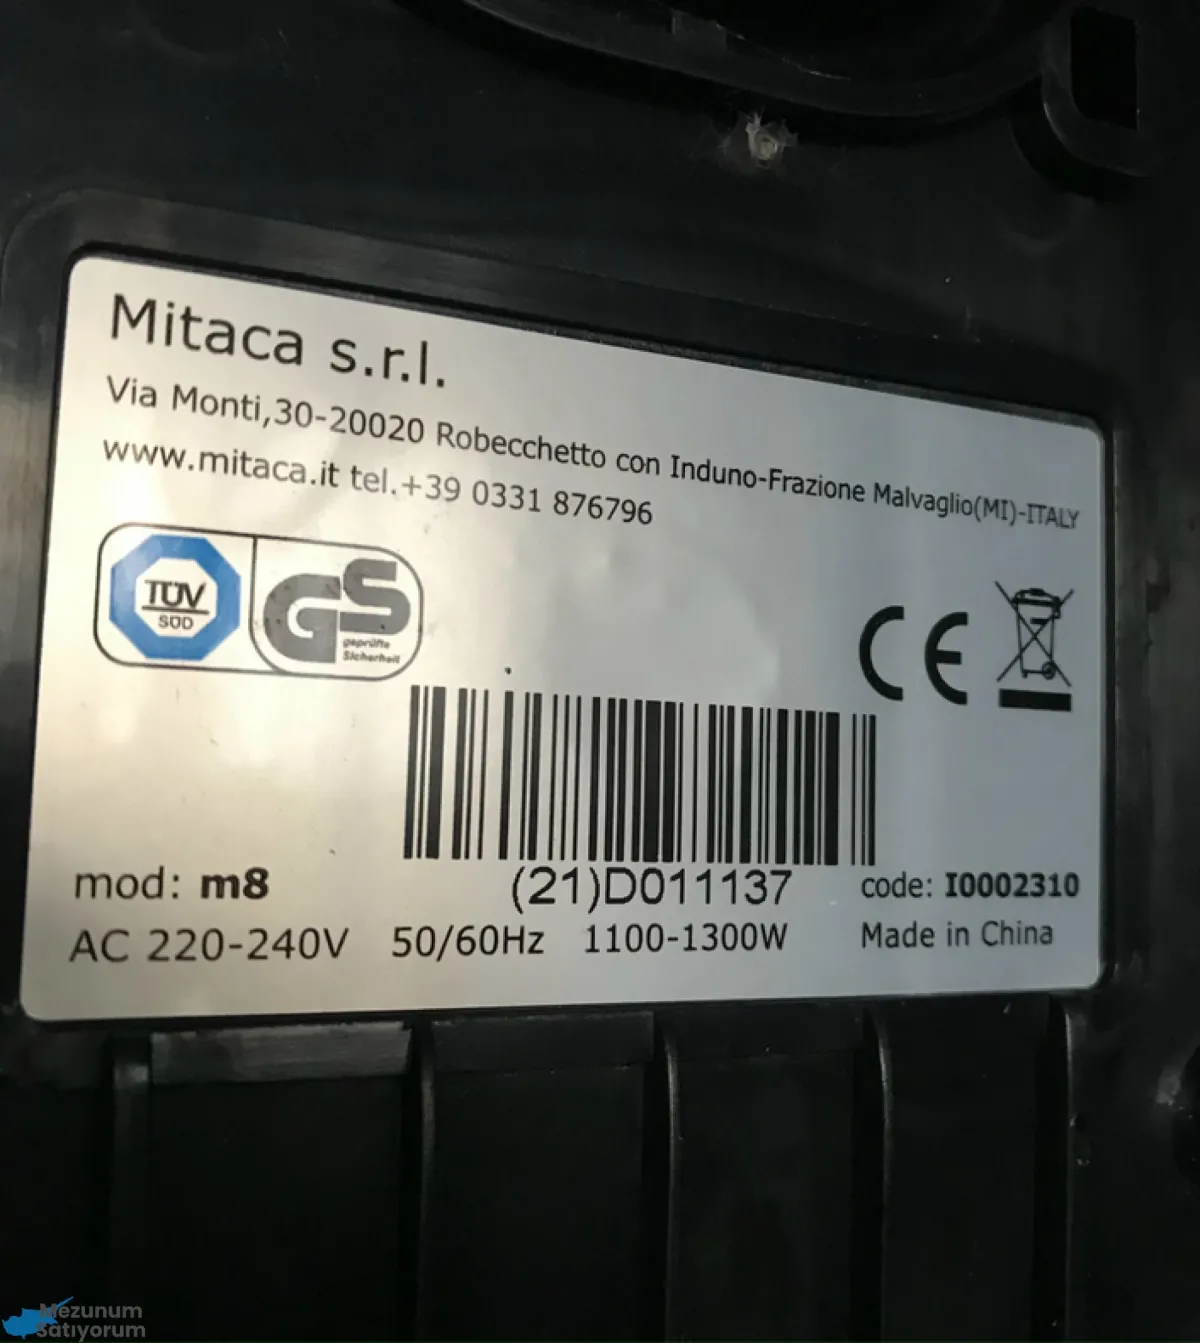 Mitaca s.r.l.
Via Monti,30-20020 Robecchetto con Induno-Frazione Malvaglio(MI)-ITALY
www.mitaca.it tel.+39 0331 876796
TÜV
SÜD
GS
geprüfte
Sicherheit
CE
(21)D011137
mod: m8
code: I0002310
AC 220-240V 50/60Hz 1100-1300W
Made in China
Mezunum
Satıyorum